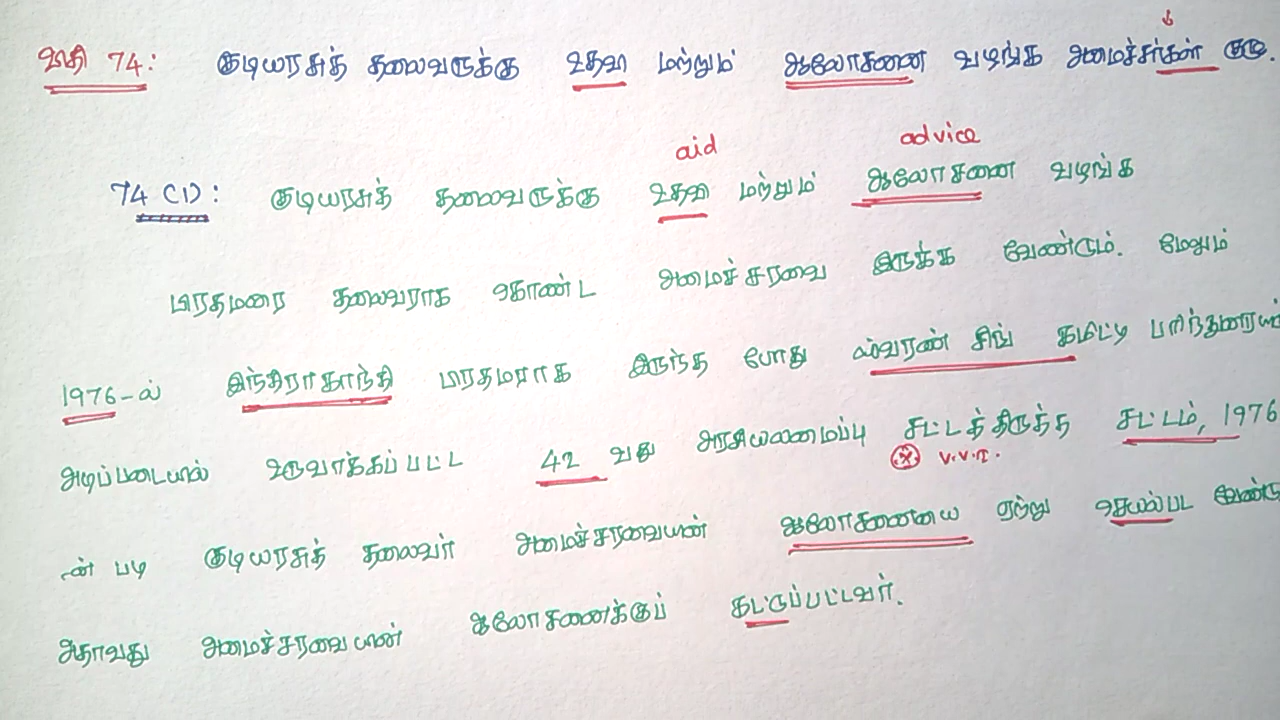 விதி 74: குடியரசுத் தலைவருக்கு உதவி மற்றும் ஆலோசனை வழங்க அமைச்சர்கள் குழு.
aid advice
74 (1): குடியரசுத் தலைவருக்கு உதவி மற்றும் ஆலோசனை வழங்க
பிரதமரை தலைவராக கொண்ட அமைச்சரவை இருக்க வேண்டும். மேலும்
1976-ல் இந்திராகாந்தி பிரதமராக இருந்த போது ஸ்வரண் சிங் கமிட்டி பரிந்துரையின்
அடிப்படையில் உருவாக்கப்பட்ட 42 வது அரசியலமைப்பு சட்டத்திருத்த சட்டம், 1976
V.V.I.
ன் படி குடியரசுத் தலைவர் அமைச்சரவையின் ஆலோசனையை ஏற்று செயல்பட
அதாவது அமைச்சரவையின் ஆலோசனைக்குப் கட்டுப்பட்டவர்.